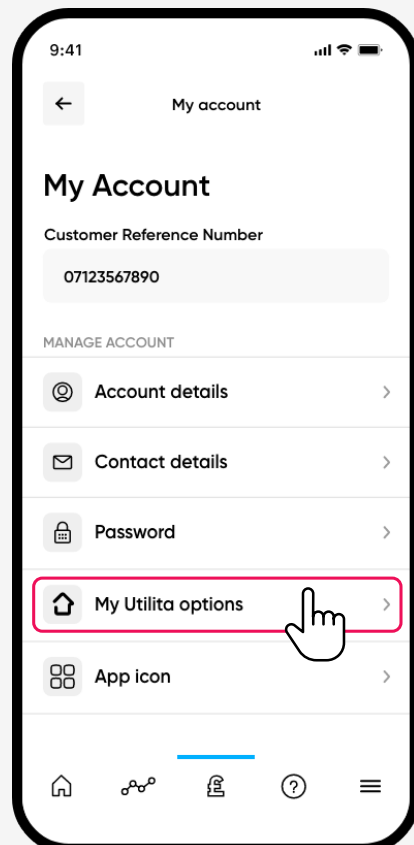 9:41
My account
My Account
Customer Reference Number
07123567890
MANAGE ACCOUNT
Account details
Contact details
Password
My Utilita options
App icon